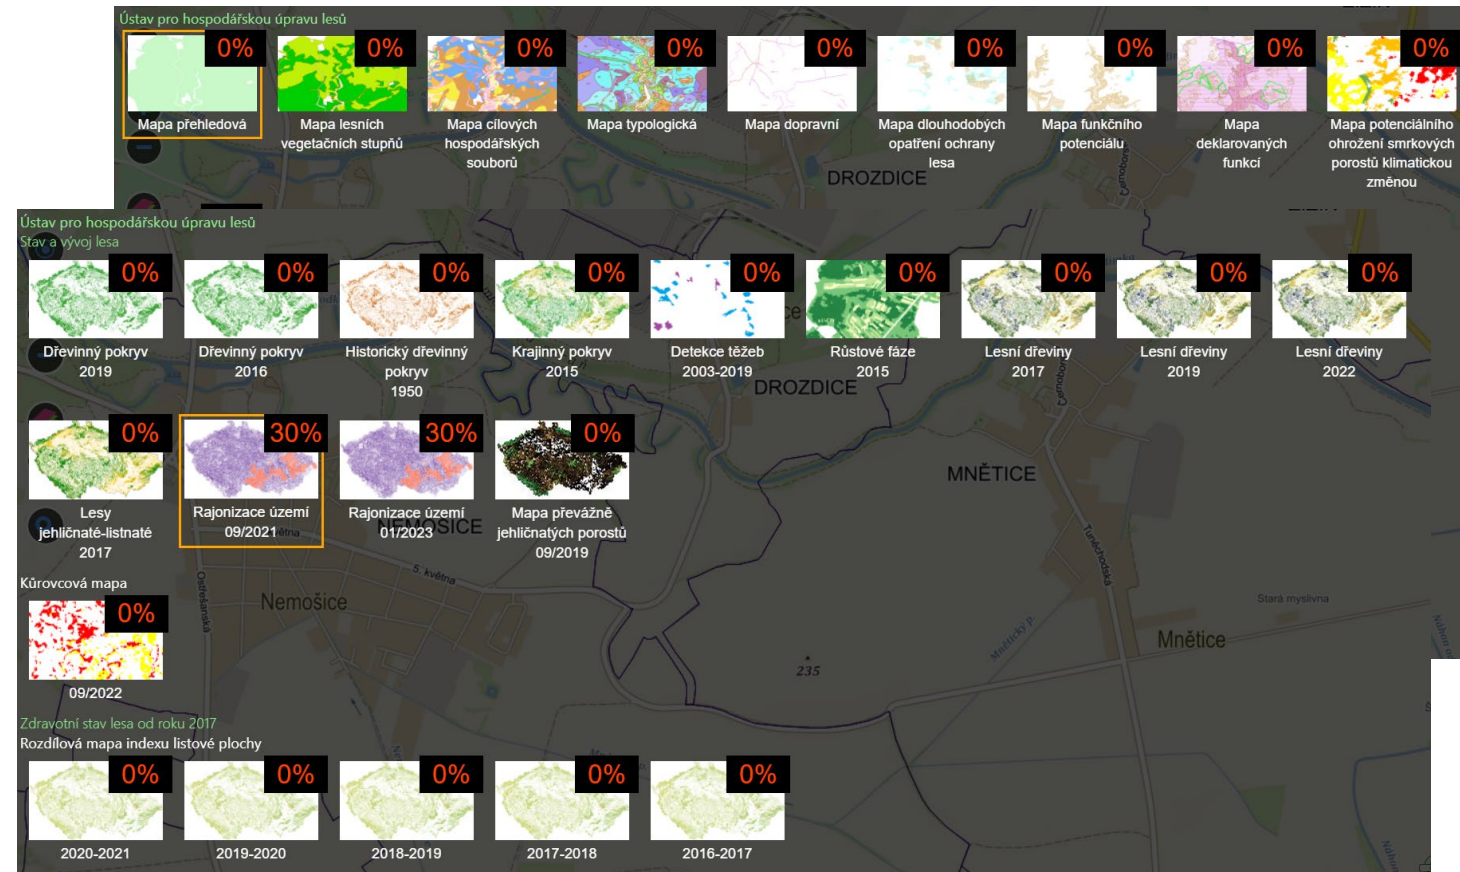 Ústav pro hospodářskou úpravu lesů
0% 0% 0% 0% 0% 0% 0% 0% 0%
Mapa přehledová
Mapa lesních
vegetačních stupňů
Mapa cílových
hospodářských
souborů
Mapa typologická
Mapa dopravní
Mapa dlouhodobých
opatření ochrany
lesa
Mapa funkčního
potenciálu
Mapa
deklarovaných
funkcí
Mapa potenciálního
ohrožení smrkových
porostů klimatickou
změnou
DROZDICE
Ústav pro hospodářskou úpravu lesů
Stav a vývoj lesa
0% 0% 0% 0% 0% 0% 0% 0% 0%
Dřevinný pokryv
2019
Dřevinný pokryv
2016
Historický dřevinný
pokryv
1950
Krajinný pokryv
2015
Detekce těžeb
2003-2019
Růstové fáze
2015
Lesní dřeviny
2017
Lesní dřeviny
2019
Lesní dřeviny
2022
DROZDICE
0% 30% 30% 0%
Lesy
jehličnaté-listnaté
2017
Rajonizace území
09/2021
Rajonizace území
01/2023
Mapa převážně
jehličnatých porostů
09/2019
MNĚTICE
NEMOŠICE
5. května
Ostřešanská
Tuněchodská
Kůrovcová mapa
0%
09/2022
Nemošice
Stará myslivna
Mnětický p.
Mnětice
235
Zdravotní stav lesa od roku 2017
Rozdílová mapa indexu listové plochy
0% 0% 0% 0% 0%
2020-2021
2019-2020
2018-2019
2017-2018
2016-2017